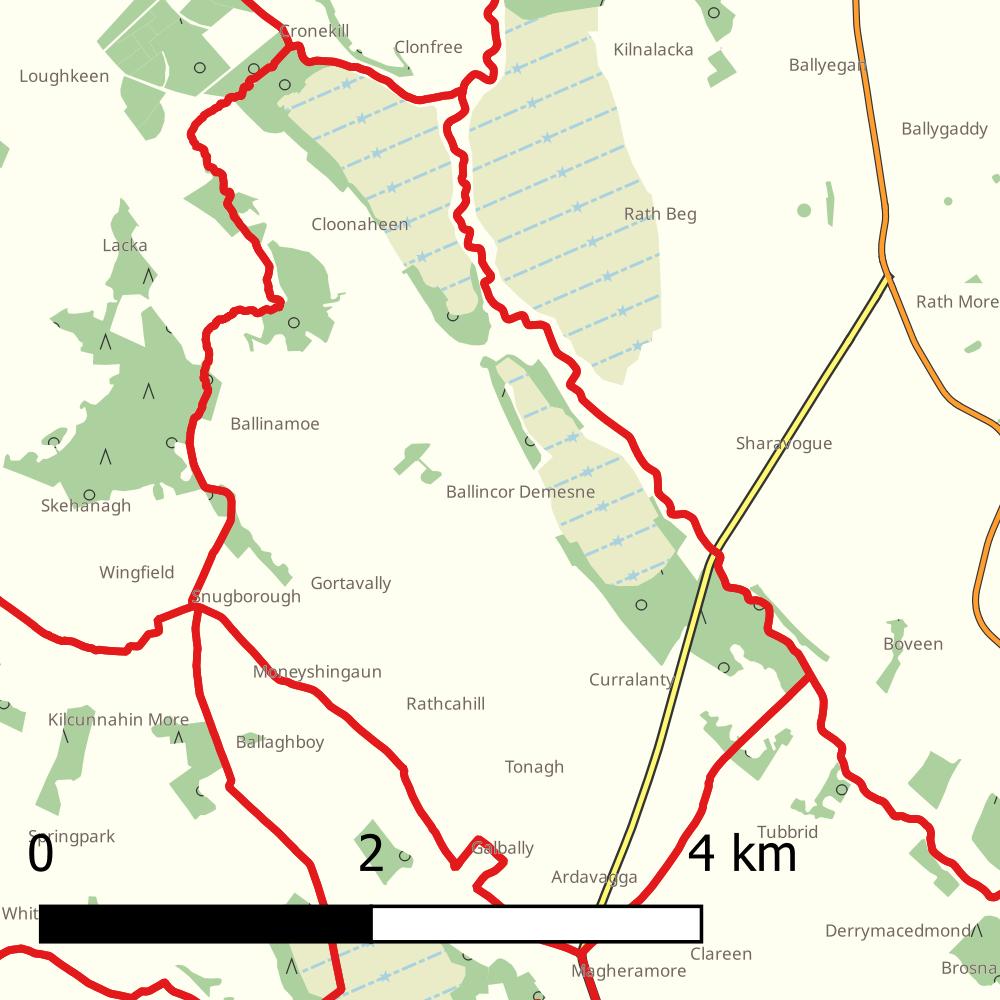 Cronekill
Clonfree
Kilnalacka
Ballyegan
Loughkeen
Ballygaddy
Rath Beg
Cloonaheen
Lacka
Rath More
Ballinamoe
Sharavogue
Ballincor Demesne
Skehanagh
Wingfield
Gortavally
Snugborough
Boveen
Moneyshingaun
Curralanty
Rathcahill
Kilcunnahin More
Ballaghboy
Tonagh
Tubbrid
Springpark
Galbally
0 2 4 km
Ardavagga
Whit
Derrymacedmond
Clareen
Magheramore
Brosna